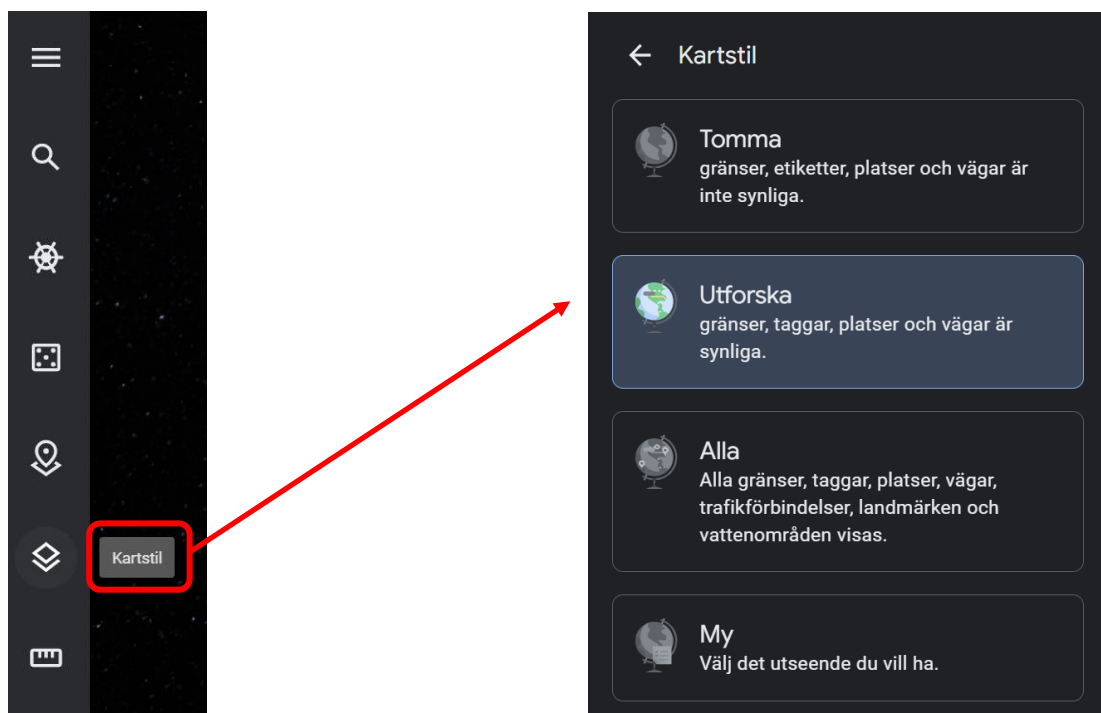 Kartstil
Kartstil
Tomma
gränser, etiketter, platser och vägar är
inte synliga.
Utforska
gränser, taggar, platser och vägar är
synliga.
Alla
Alla gränser, taggar, platser, vägar,
trafikförbindelser, landmärken och
vattenområden visas.
My
Välj det utseende du vill ha.